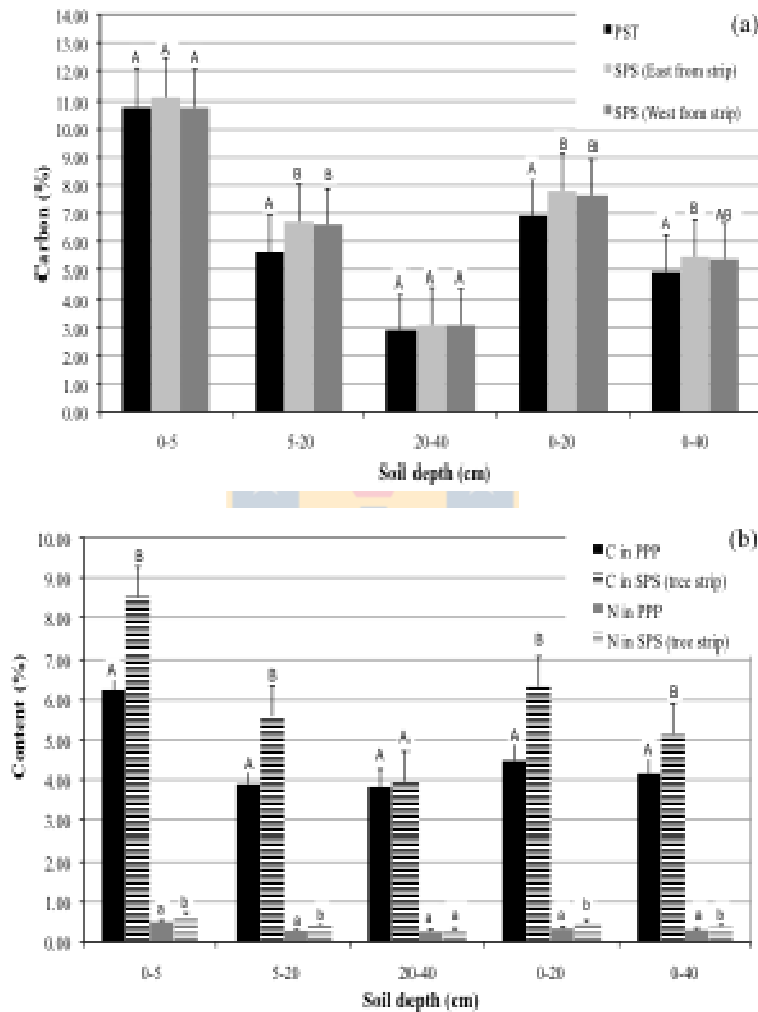 (a)
14.00
13.00
12.00
11.00
10.00
9.00
8.00
7.00
6.00
5.00
4.00
3.00
2.00
1.00
0.00
Carbon (%)
PST
SPS (East from strip)
SPS (West from strip)
A A A
A B B
A A A
A B B
A B AB
0-5 5-20 20-40 0-20 0-40
Soil depth (cm)
(b)
10.00
9.00
8.00
7.00
6.00
5.00
4.00
3.00
2.00
1.00
0.00
Content (%)
C in PPP
C in SPS (tree strip)
N in PPP
N in SPS (tree strip)
A B a b
A B a b
A A a a
A B a b
A B a b
0-5 5-20 20-40 0-20 0-40
Soil depth (cm)